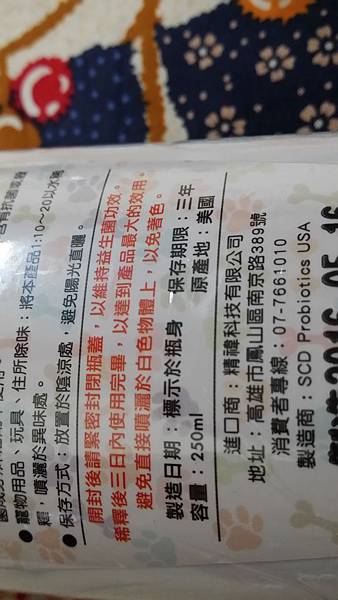 ●寵物用品、玩具、住所除味，將本產品1:10～20以水稀
釋，噴灑於異味處。
●保存方式：放置於陰涼處，避免陽光直曬。
開封後請緊密封閉瓶蓋，以維持益生菌功效。
稀釋後三日內使用完畢，以達到產品最大的效用。
避免直接噴灑於白色物體上，以免著色。
製造日期：標示於瓶身 保存期限：三年
容量：250ml 原產地：美國
進口商：精褘科技有限公司
地址：高雄市鳳山區南京路389號
消費者專線：07-7661010
製造商：SCD Probiotics USA
2016 05 16